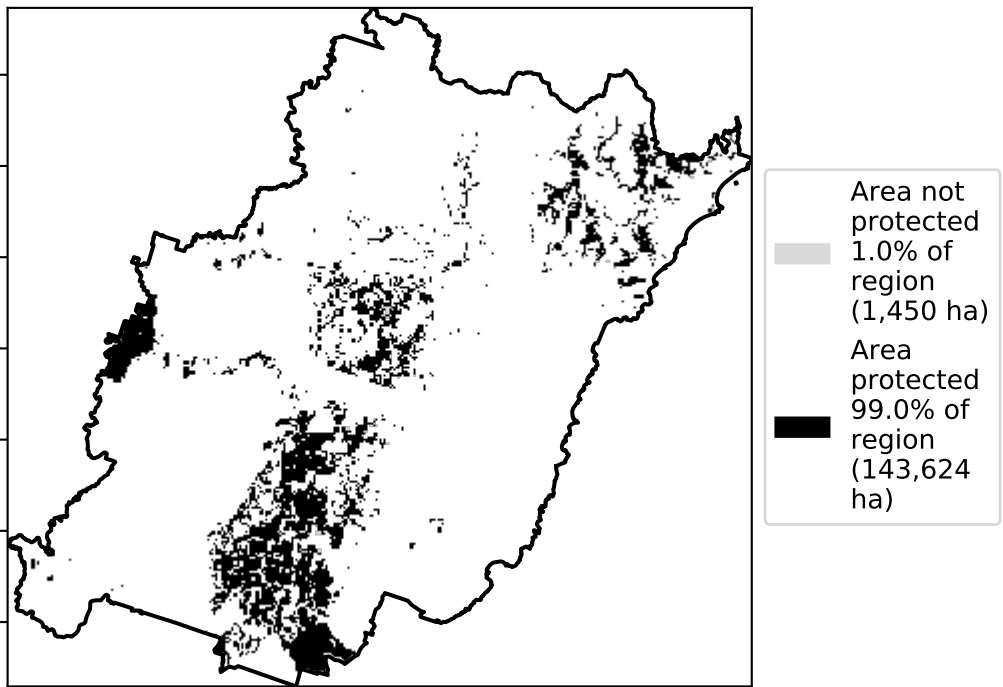 Area not
protected
1.0% of
region
(1,450 ha)
Area
protected
99.0% of
region
(143,624
ha)